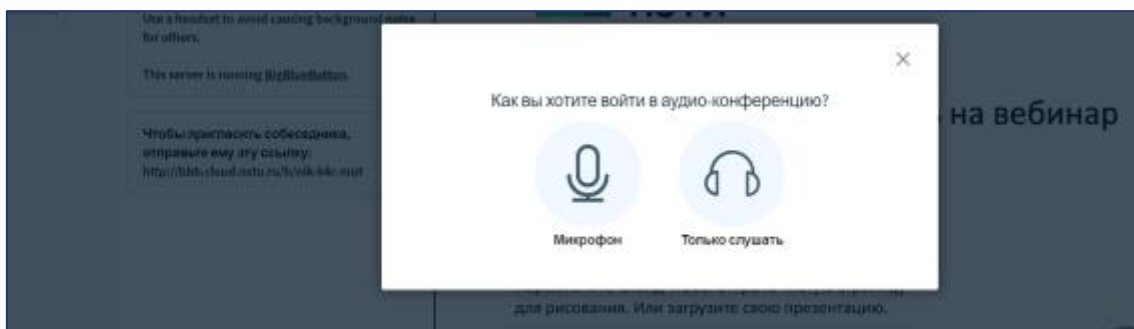 Use a headset to avoid causing background noise
for others.
This server is running BigBlueButton.
Чтобы пригласить собеседника,
отправьте ему эту ссылку:
Как вы хотите войти в аудио-конференцию?
Микрофон
Только слушать
на вебинар
для рисования. Или загрузите свою презентацию.